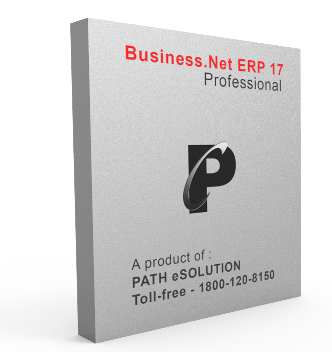 Business.Net ERP 17
Professional
P
A product of :
PATH eSOLUTION
Toll-free - 1800-120-8150